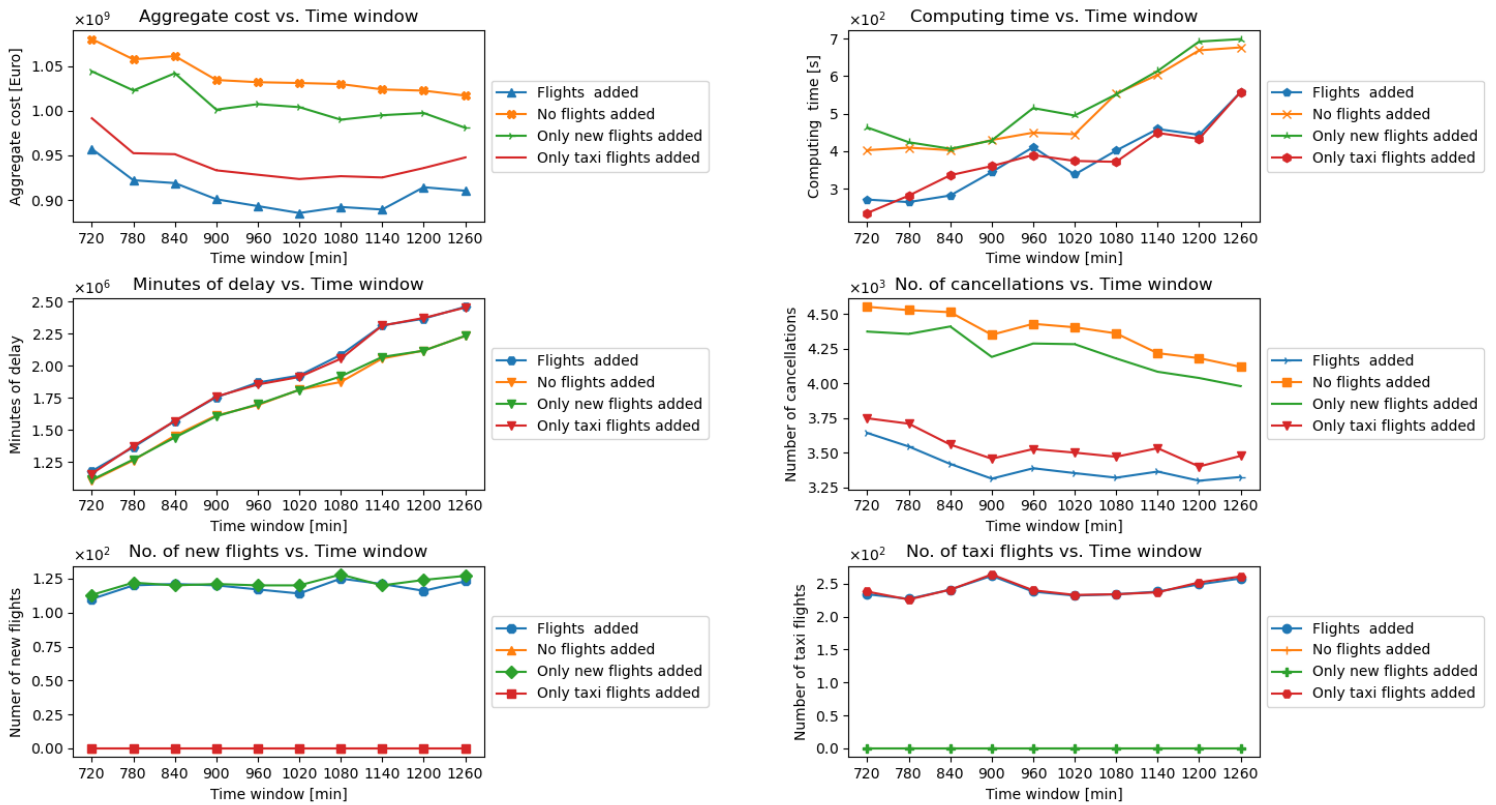 Aggregate cost vs. Time window
×10⁹
Aggregate cost [Euro]
1.05
1.00
0.95
0.90
720 780 840 900 960 1020 1080 1140 1200 1260
Time window [min]
Flights  added
No flights added
Only new flights added
Only taxi flights added
Computing time vs. Time window
×10²
Computing  time [s]
7
6
5
4
3
720 780 840 900 960 1020 1080 1140 1200 1260
Time window [min]
Flights  added
No flights added
Only new flights added
Only taxi flights added
Minutes of delay vs. Time window
×10⁶
Minutes of delay
2.50
2.25
2.00
1.75
1.50
1.25
720 780 840 900 960 1020 1080 1140 1200 1260
Time window [min]
Flights  added
No flights added
Only new flights added
Only taxi flights added
No. of cancellations vs. Time window
×10³
Number of cancellations
4.50
4.25
4.00
3.75
3.50
3.25
720 780 840 900 960 1020 1080 1140 1200 1260
Time window [min]
Flights  added
No flights added
Only new flights added
Only taxi flights added
No. of new flights vs. Time window
×10²
Numer of new flights
1.25
1.00
0.75
0.50
0.25
0.00
720 780 840 900 960 1020 1080 1140 1200 1260
Time window [min]
Flights  added
No flights added
Only new flights added
Only taxi flights added
No. of taxi flights vs. Time window
×10²
Number of taxi flights
2.5
2.0
1.5
1.0
0.5
0.0
720 780 840 900 960 1020 1080 1140 1200 1260
Time window [min]
Flights  added
No flights added
Only new flights added
Only taxi flights added